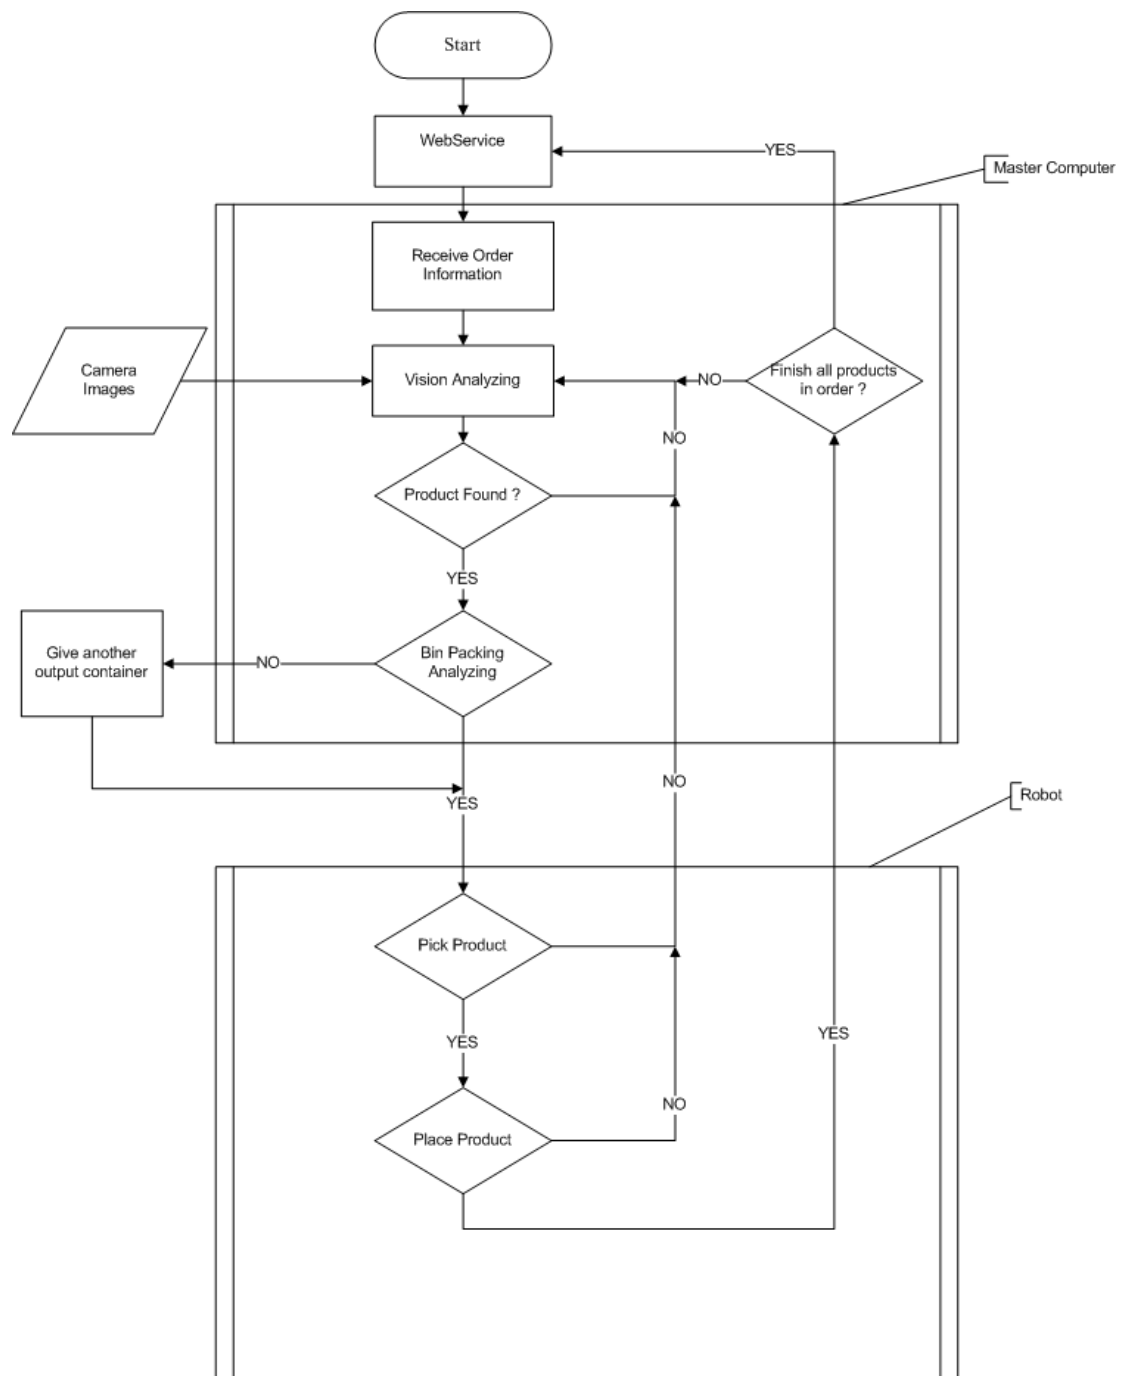 Start
WebService
YES
Master Computer
Receive Order
Information
Camera
Images
Vision Analyzing
NO
Finish all products
in order ?
NO
Product Found ?
YES
Give another
output container
NO
Bin Packing
Analyzing
NO
YES
Robot
Pick Product
YES
YES
NO
Place Product